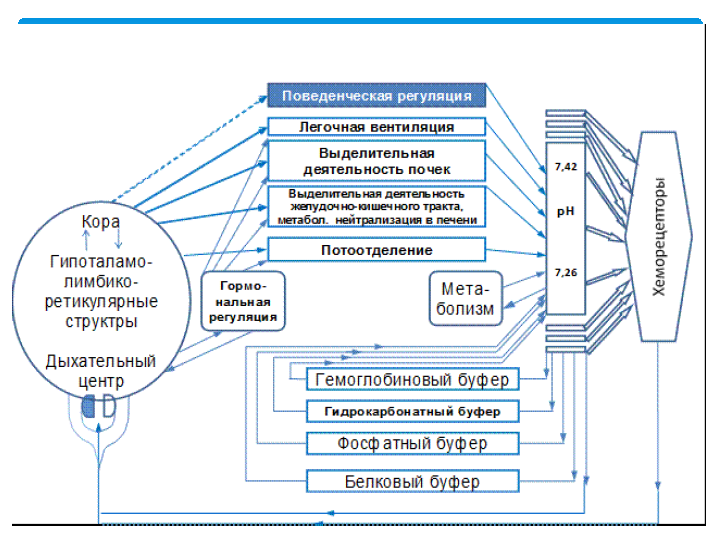 Поведенческая регуляция
Легочная вентиляция
Выделительная
деятельность почек
Выделительная деятельность
желудочно-кишечного тракта,
метабол. нейтрализация в печени
Потоотделение
Кора
Гипоталамо-
лимбико-
ретикулярные
структры
Дыхательный
центр
Гормо-
нальная
регуляция
Мета-
болизм
7,42
pH
7,26
Хеморецепторы
Гемоглобиновый буфер
Гидрокарбонатный буфер
Фосфатный буфер
Белковый буфер